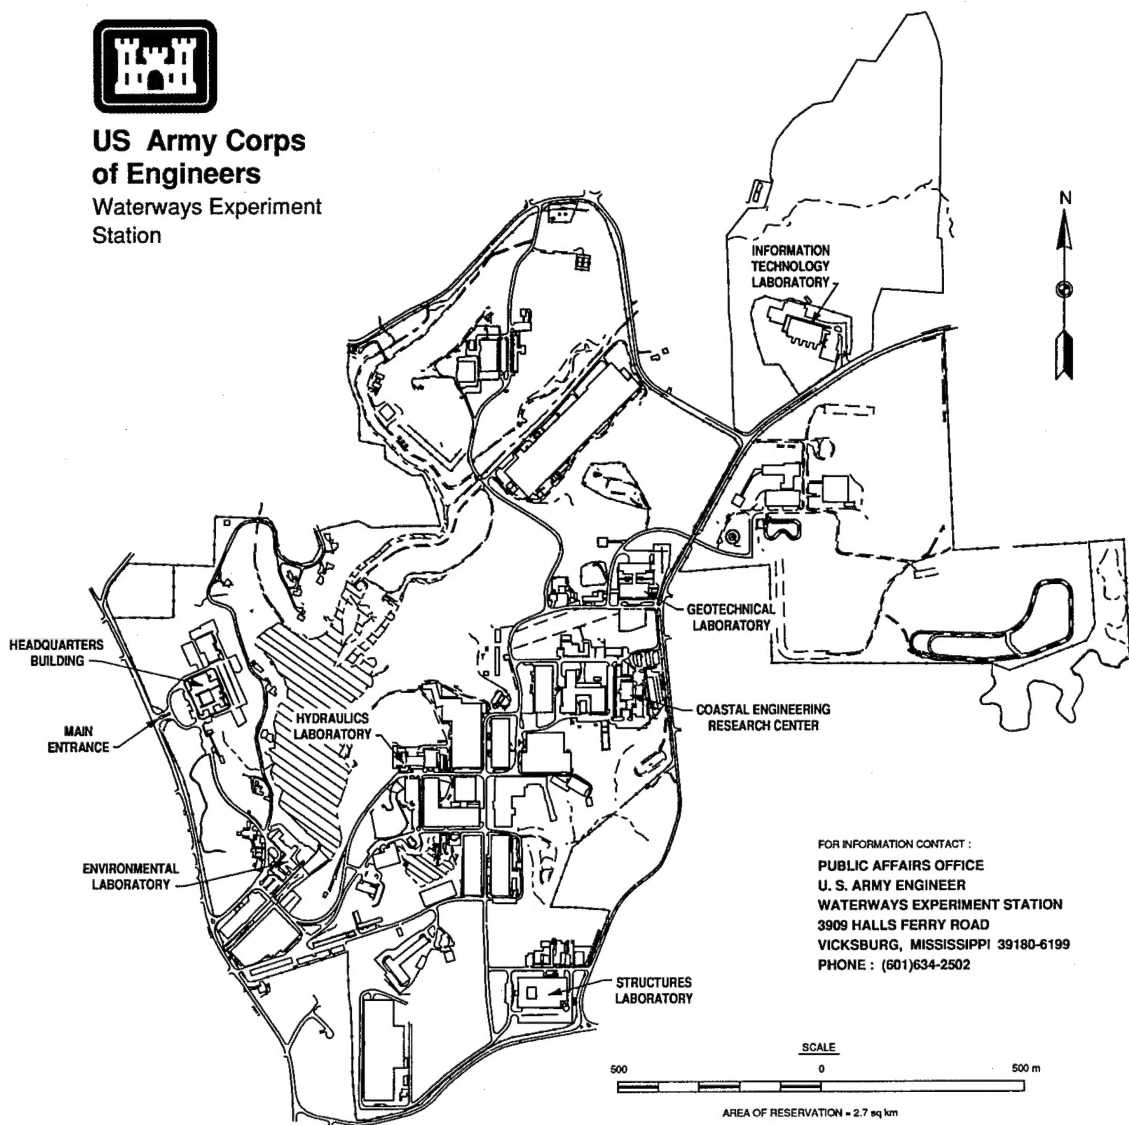 US Army Corps
of Engineers
Waterways Experiment
Station
N
INFORMATION
TECHNOLOGY
LABORATORY
GEOTECHNICAL
LABORATORY
HEADQUARTERS
BUILDING
MAIN
ENTRANCE
HYDRAULICS
LABORATORY
COASTAL ENGINEERING
RESEARCH CENTER
ENVIRONMENTAL
LABORATORY
STRUCTURES
LABORATORY
FOR INFORMATION CONTACT :
PUBLIC AFFAIRS OFFICE
U. S. ARMY ENGINEER
WATERWAYS EXPERIMENT STATION
3909 HALLS FERRY ROAD
VICKSBURG, MISSISSIPPI 39180-6199
PHONE : (601)634-2502
SCALE
500 0 500 m
AREA OF RESERVATION = 2.7 sq km